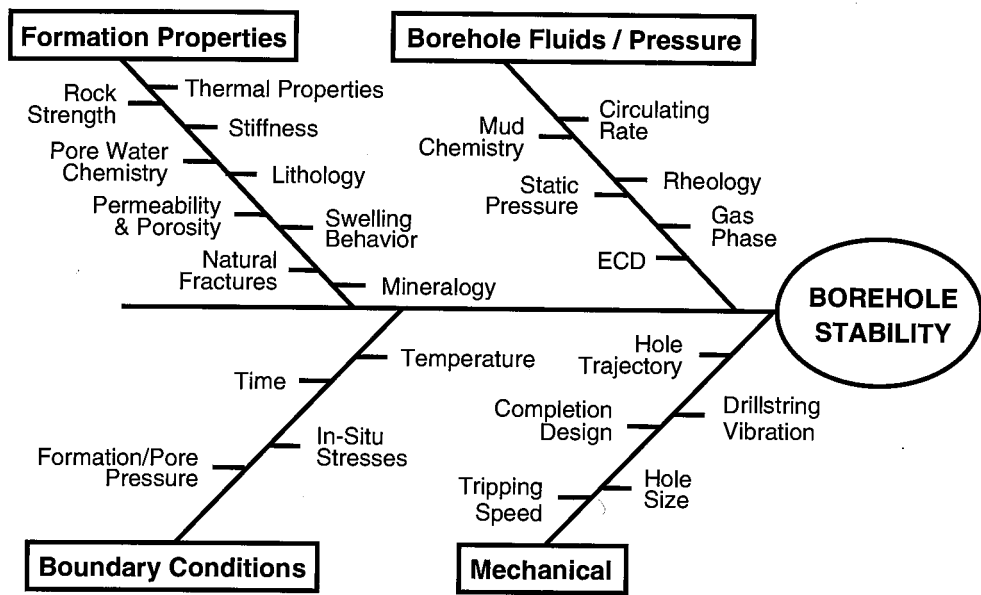 Formation Properties
Thermal Properties
Rock
Strength
Stiffness
Pore Water
Chemistry
Lithology
Permeability
& Porosity
Swelling
Behavior
Natural
Fractures
Mineralogy
Borehole Fluids / Pressure
Circulating
Rate
Mud
Chemistry
Rheology
Static
Pressure
Gas
Phase
ECD
BOREHOLE
STABILITY
Temperature
Time
In-Situ
Stresses
Formation/Pore
Pressure
Boundary Conditions
Hole
Trajectory
Drillstring
Vibration
Completion
Design
Hole
Size
Tripping
Speed
Mechanical